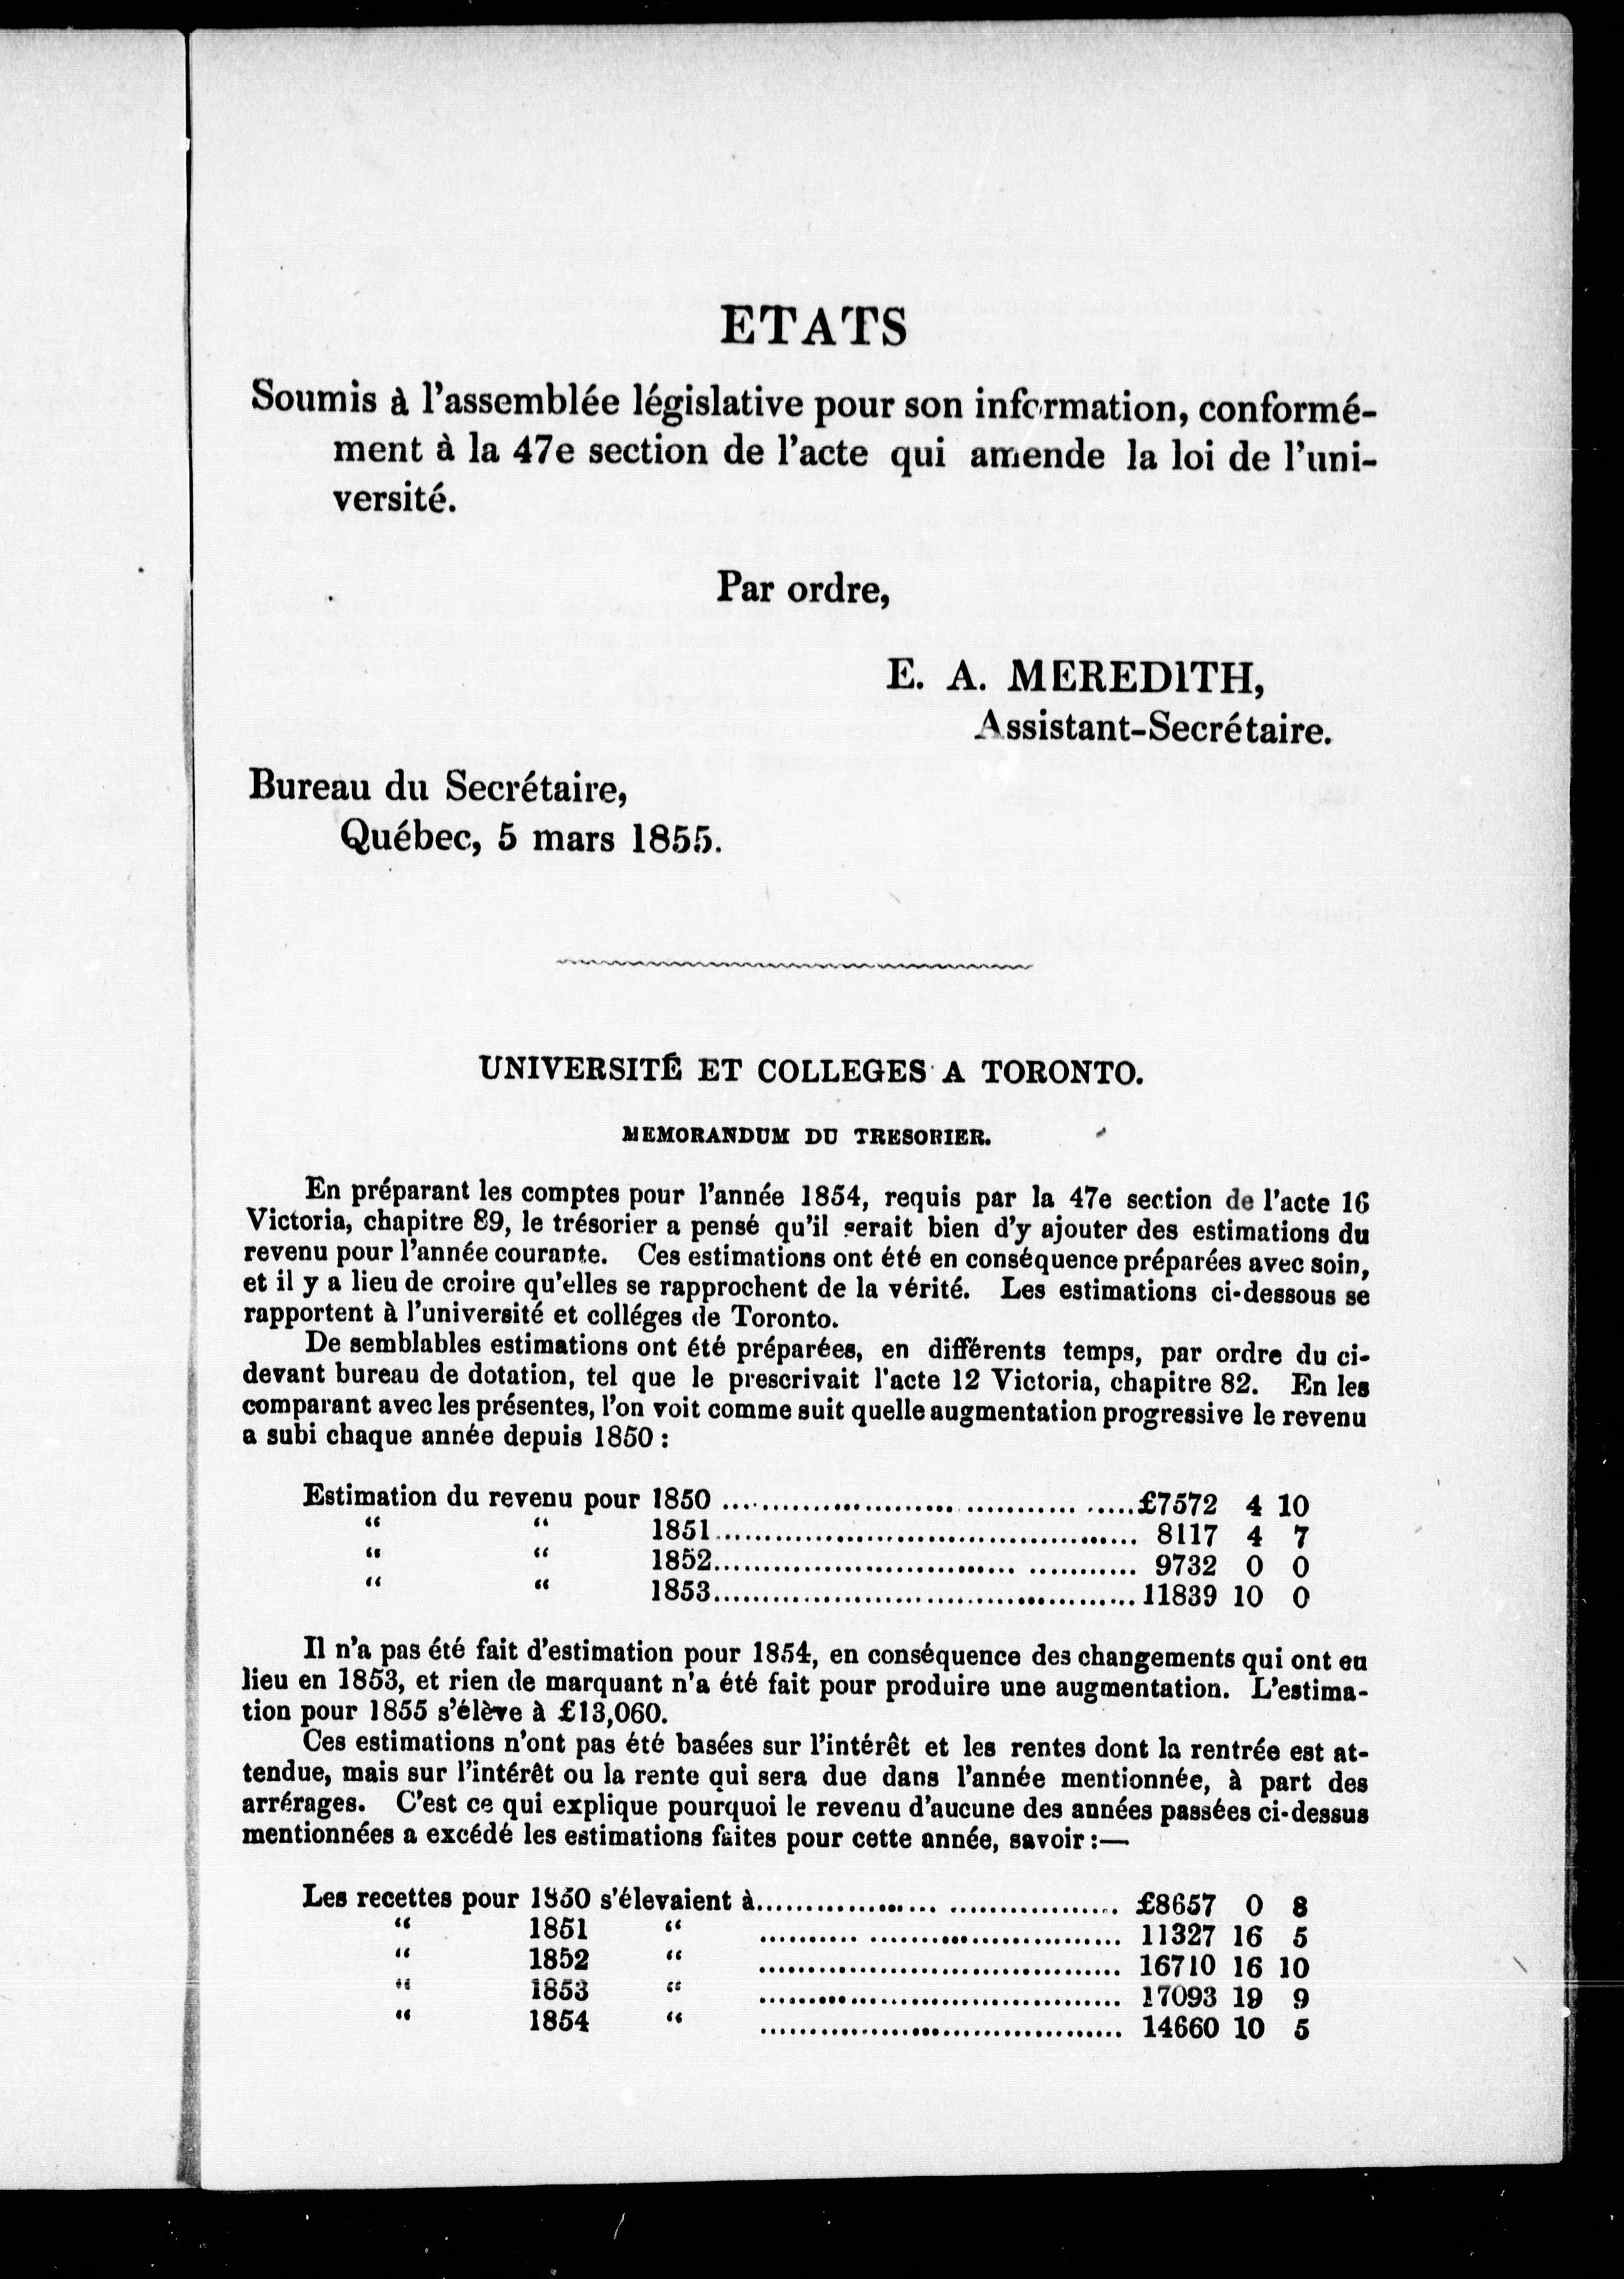 ETATS
Soumis à l'assemblée législative pour son information, conformé-
ment à la 47e section de l'acte qui amende la loi de l'uni-
versité.
Par ordre,
E. A. MEREDITH,
Assistant-Secrétaire.
Bureau du Secrétaire,
Québec, 5 mars 1855.
UNIVERSITÉ ET COLLEGES A TORONTO.
MEMORANDUM DU TRESORIER.
En préparant les comptes pour l'année 1854, requis par la 47e section de l'acte 16
Victoria, chapitre 89, le trésorier a pensé qu'il serait bien d'y ajouter des estimations du
revenu pour l'année courante. Ces estimations ont été en conséquence préparées avec soin,
et il y a lieu de croire qu'elles se rapprochent de la vérité. Les estimations ci-dessous se
rapportent à l'université et colléges de Toronto.
De semblables estimations ont été préparées, en différents temps, par ordre du ci-
devant bureau de dotation, tel que le prescrivait l'acte 12 Victoria, chapitre 82. En les
comparant avec les présentes, l'on voit comme suit quelle augmentation progressive le revenu
a subi chaque année depuis 1850 :
Estimation du revenu pour 1850 ........................................ £7572 4 10
" " 1851........................................ 8117 4 7
" " 1852........................................ 9732 0 0
" " 1853........................................ 11839 10 0
Il n'a pas été fait d'estimation pour 1854, en conséquence des changements qui ont eu
lieu en 1853, et rien de marquant n'a été fait pour produire une augmentation. L'estima-
tion pour 1855 s'élève à £13,060.
Ces estimations n'ont pas été basées sur l'intérêt et les rentes dont la rentrée est at-
tendue, mais sur l'intérêt ou la rente qui sera due dans l'année mentionnée, à part des
arrérages. C'est ce qui explique pourquoi le revenu d'aucune des années passées ci-dessus
mentionnées a excédé les estimations faites pour cette année, savoir :—
Les recettes pour 1850 s'élevaient à.................................... £8657 0 8
" 1851 " .................................... 11327 16 5
" 1852 " .................................... 16710 16 10
" 1853 " .................................... 17093 19 9
" 1854 " .................................... 14660 10 5